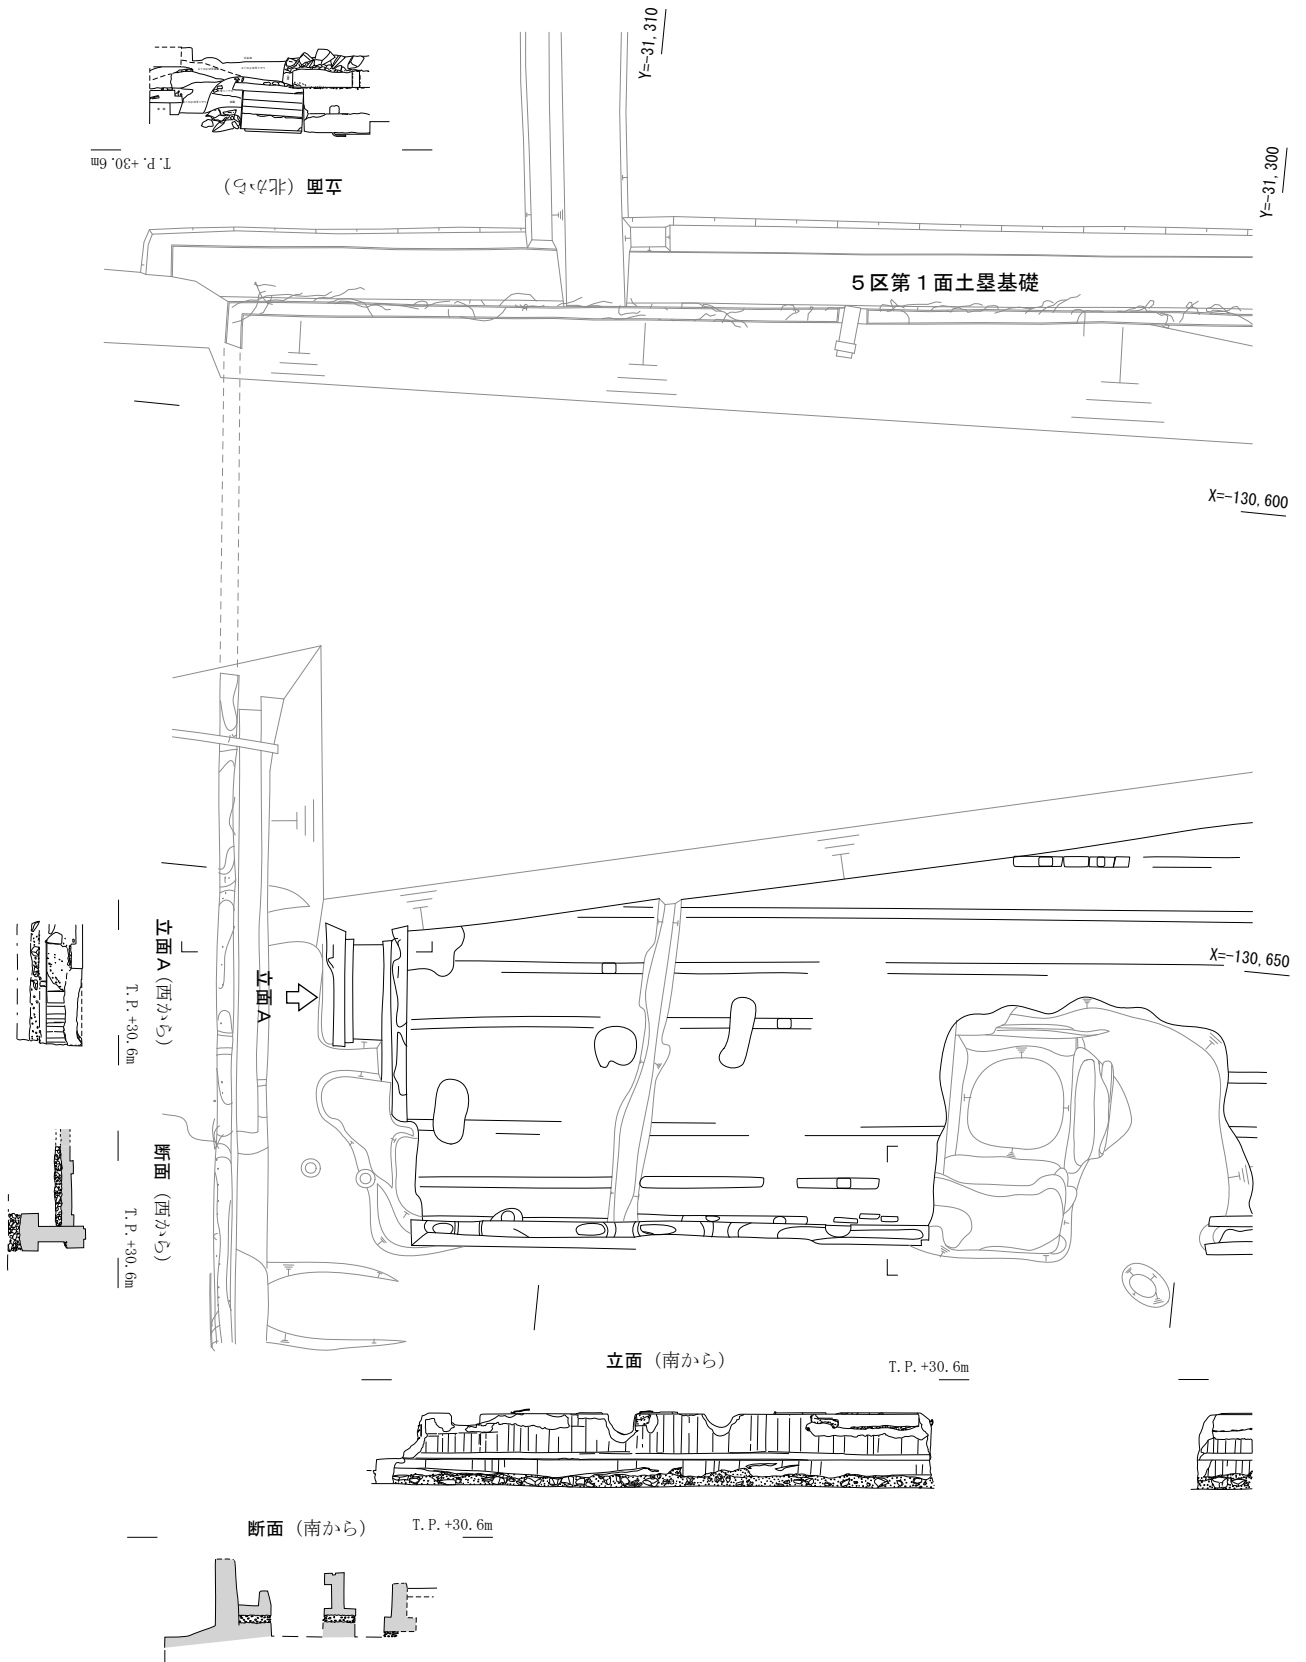 Y=-31,310
T.P.+30.6m
立面（北から）
Y=-31,300
5区第1面土塁基礎
X=-130,600
立面A（西から）
T.P.+30.6m
立面A
X=-130,650
断面（西から）
T.P.+30.6m
立面（南から）
T.P.+30.6m
断面（南から）
T.P.+30.6m